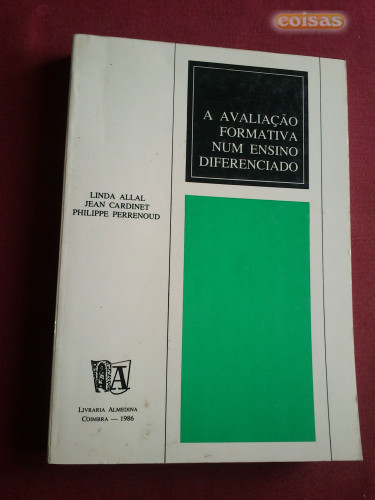 coisas
A AVALIAÇÃO
FORMATIVA
NUM ENSINO
DIFERENCIADO
LINDA ALLAL
JEAN CARDINET
PHILIPPE PERRENOUD
A
LIVRARIA ALMEDINA
COIMBRA — 1986